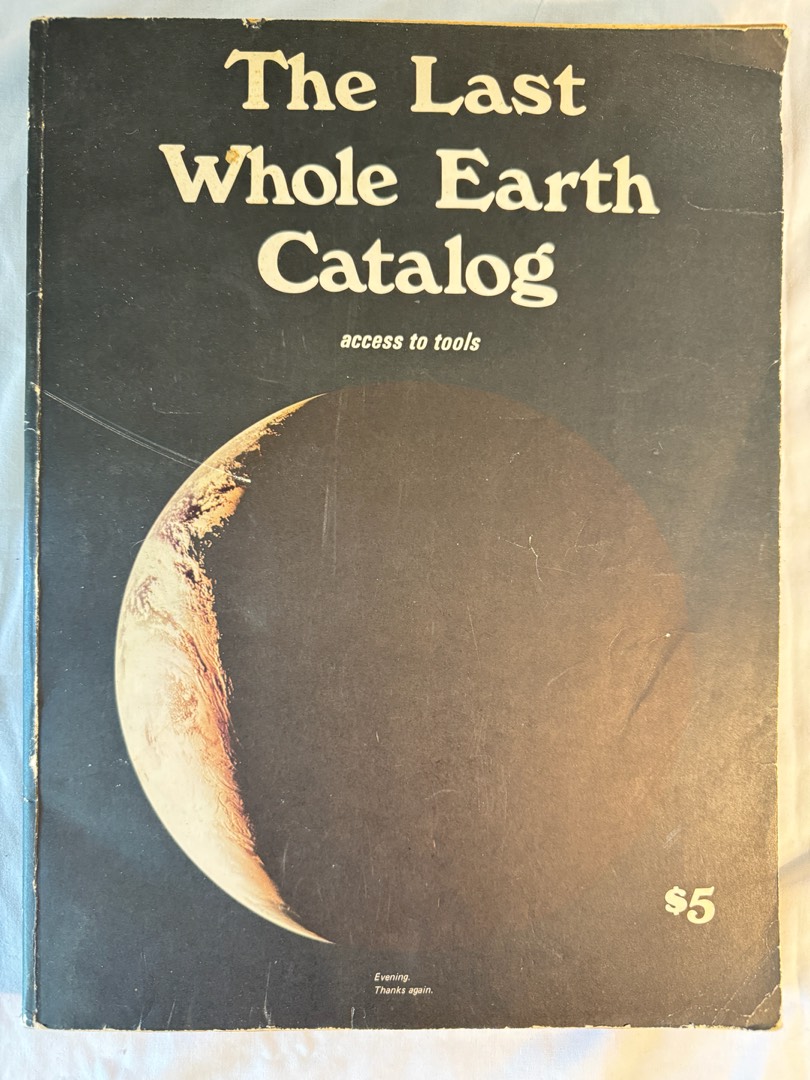 The Last
Whole Earth
Catalog
access to tools
$5
Evening.
Thanks again.